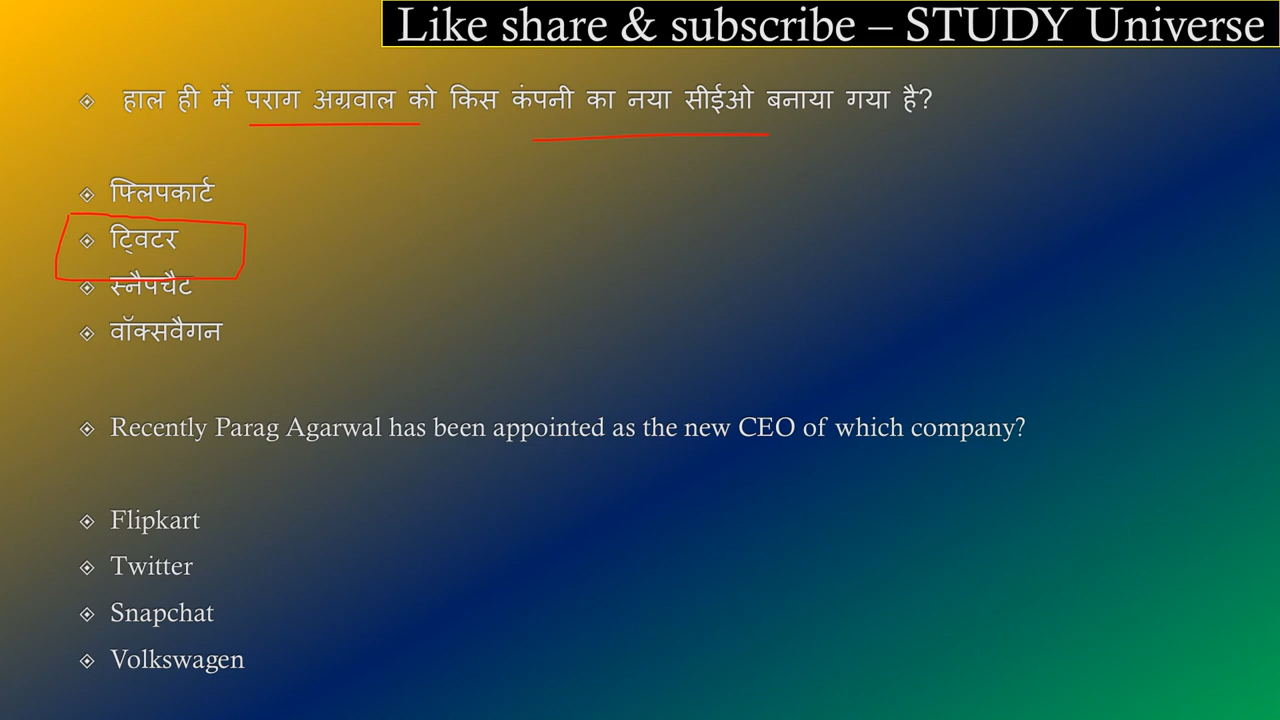 Like share & subscribe – STUDY Universe
हाल ही में पराग अग्रवाल को किस कंपनी का नया सीईओ बनाया गया है?
फ्लिपकार्ट
ट्विटर
स्नैपचैट
वॉक्सवैगन
Recently Parag Agarwal has been appointed as the new CEO of which company?
Flipkart
Twitter
Snapchat
Volkswagen